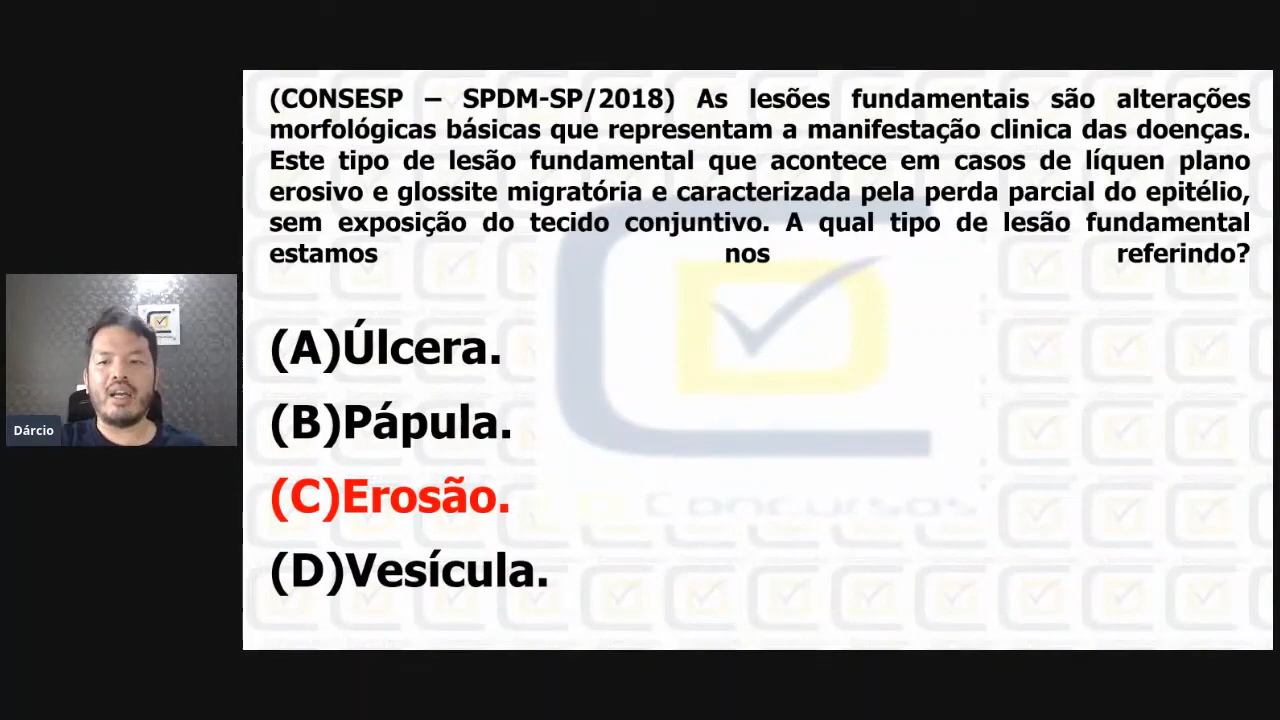 (CONSESP – SPDM-SP/2018) As lesões fundamentais são alterações
morfológicas básicas que representam a manifestação clinica das doenças.
Este tipo de lesão fundamental que acontece em casos de líquen plano
erosivo e glossite migratória e caracterizada pela perda parcial do epitélio,
sem exposição do tecido conjuntivo. A qual tipo de lesão fundamental
estamos nos referindo?
(A)Úlcera.
(B)Pápula.
(C)Erosão.
(D)Vesícula.
Dárcio
Concursos